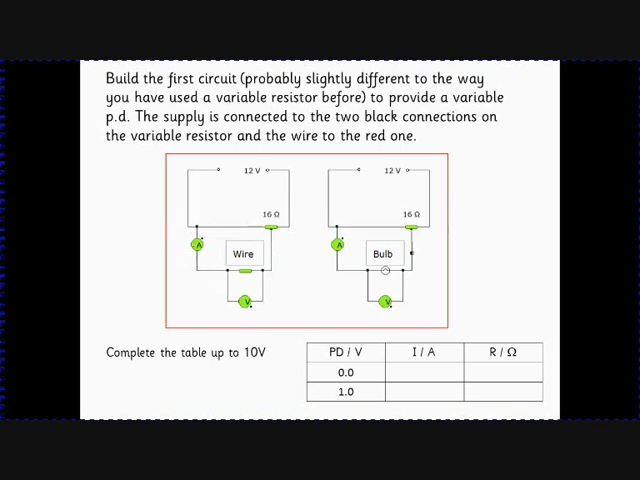 Build the first circuit (probably slightly different to the way
you have used a variable resistor before) to provide a variable
p.d. The supply is connected to the two black connections on
the variable resistor and the wire to the red one.
12 V
12 V
16 Ω
16 Ω
A
A
Wire
Bulb
V
V
Complete the table up to 10V
PD / V I / A R / Ω
0.0
1.0